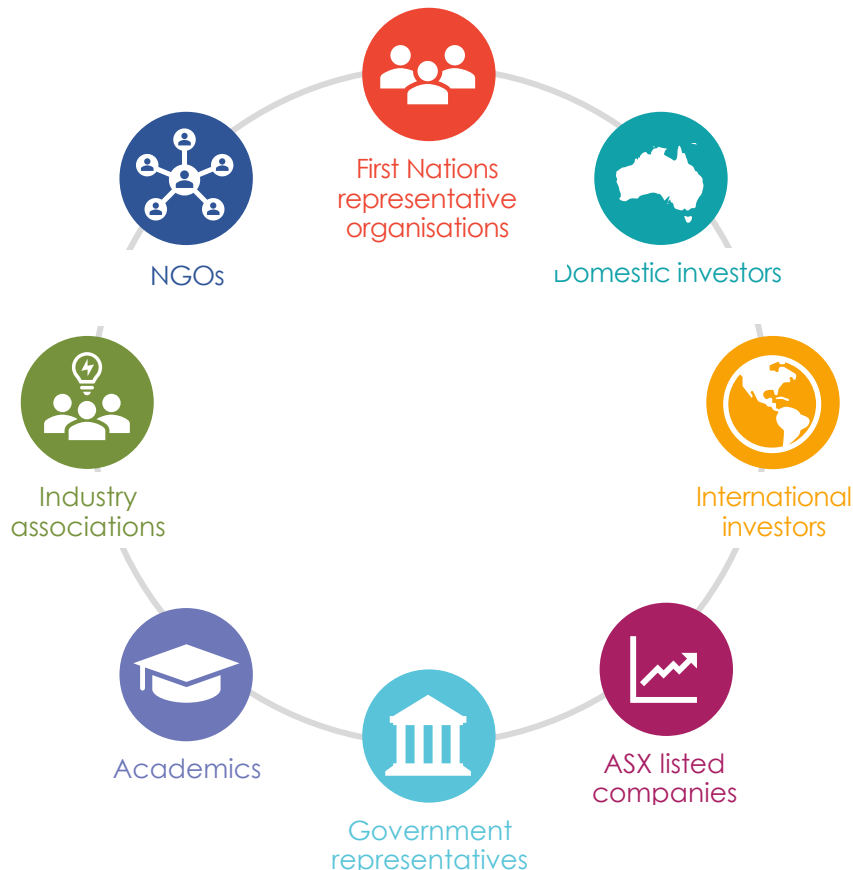 First Nations
representative
organisations
NGOs
Domestic investors
Industry
associations
International
investors
Academics
ASX listed
companies
Government
representatives